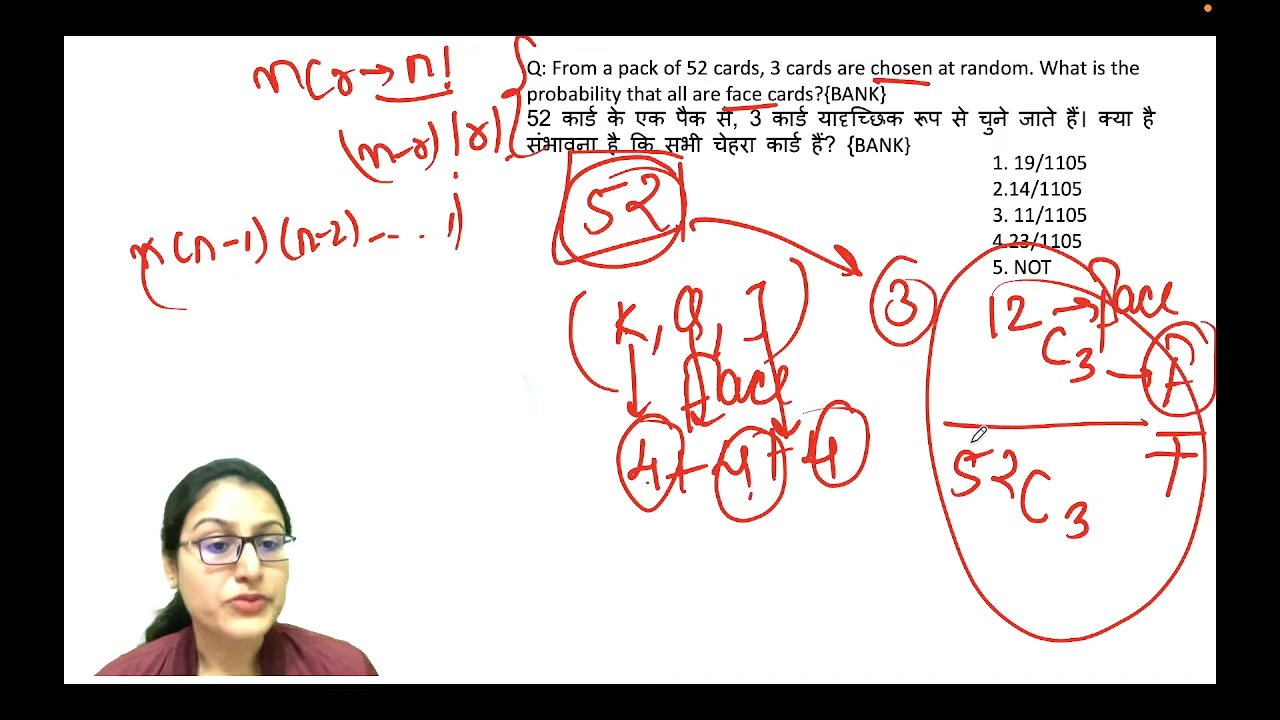 Q: From a pack of 52 cards, 3 cards are chosen at random. What is the
probability that all are face cards?{BANK}
52 कार्ड के एक पैक से, 3 कार्ड यादृच्छिक रूप से चुने जाते हैं। क्या है
संभावना है कि सभी चेहरा कार्ड हैं? {BANK}
1. 19/1105
2.14/1105
3. 11/1105
4.23/1105
5. NOT
nCr → n!
(n-r)! r!
n(n-1)(n-2)....1
52
3
(K, Q, J)
Face
4+4+4
12 → Face
C3 → A
52C3
T